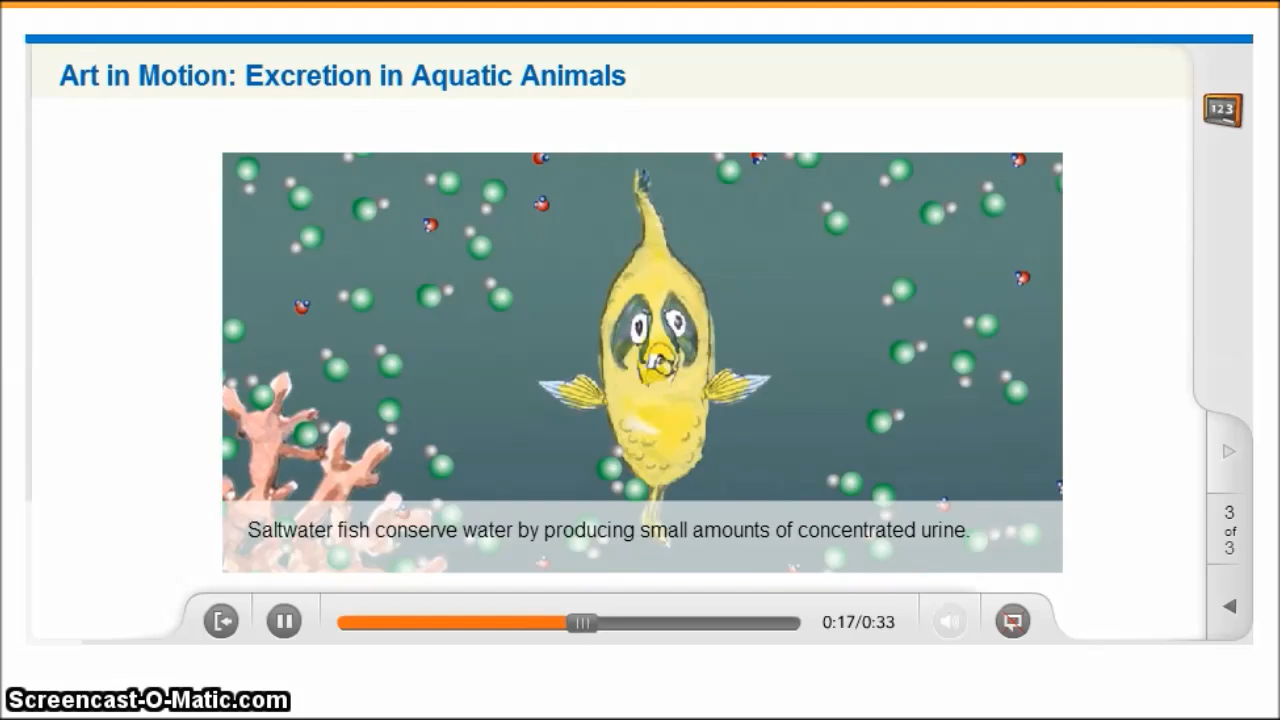 Art in Motion: Excretion in Aquatic Animals
123
Saltwater fish conserve water by producing small amounts of concentrated urine.
3
of
3
0:17/0:33
Screencast-O-Matic.com